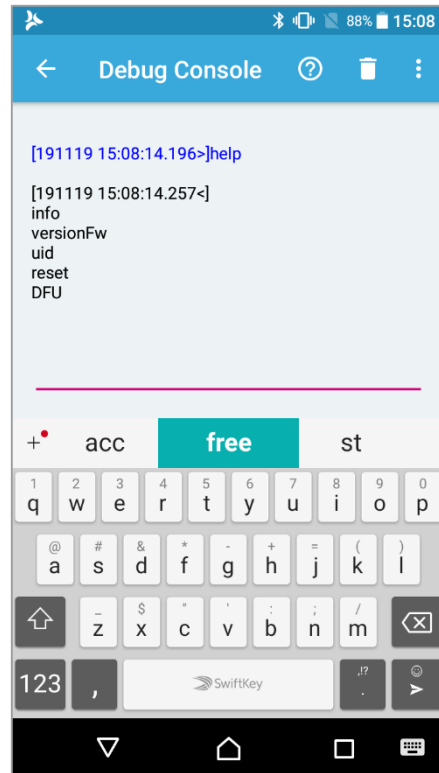 88% 15:08
Debug Console
[191119 15:08:14.196>]help
[191119 15:08:14.257<]
info
versionFw
uid
reset
DFU
+ acc free st
1 2 3 4 5 6 7 8 9 0
q w e r t y u i o p
@ # & * - + = ( )
a s d f g h j k l
_ $ " ' : ; /
z x c v b n m
123 , SwiftKey ,!? .